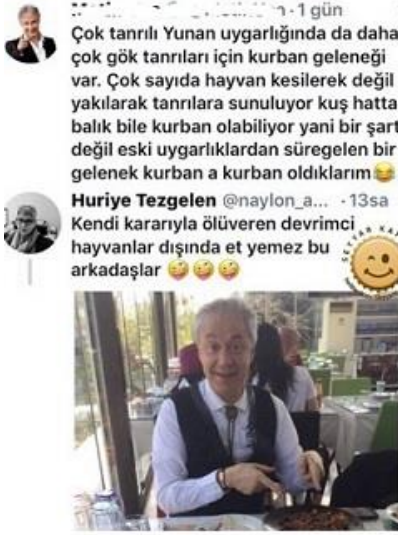 1 gün
Çok tanrılı Yunan uygarlığında da daha
çok gök tanrıları için kurban geleneği
var. Çok sayıda hayvan kesilerek değil
yakılarak tanrılara sunuluyor kuş hatta
balık bile kurban olabiliyor yani bir şart
değil eski uygarlıklardan süregelen bir
gelenek kurban a kurban oldıklarım😂
Huriye Tezgelen @naylon_a... · 13sa
Kendi kararıyla ölüveren devrimci
hayvanlar dışında et yemez bu
arkadaşlar 🤪🤪🤪